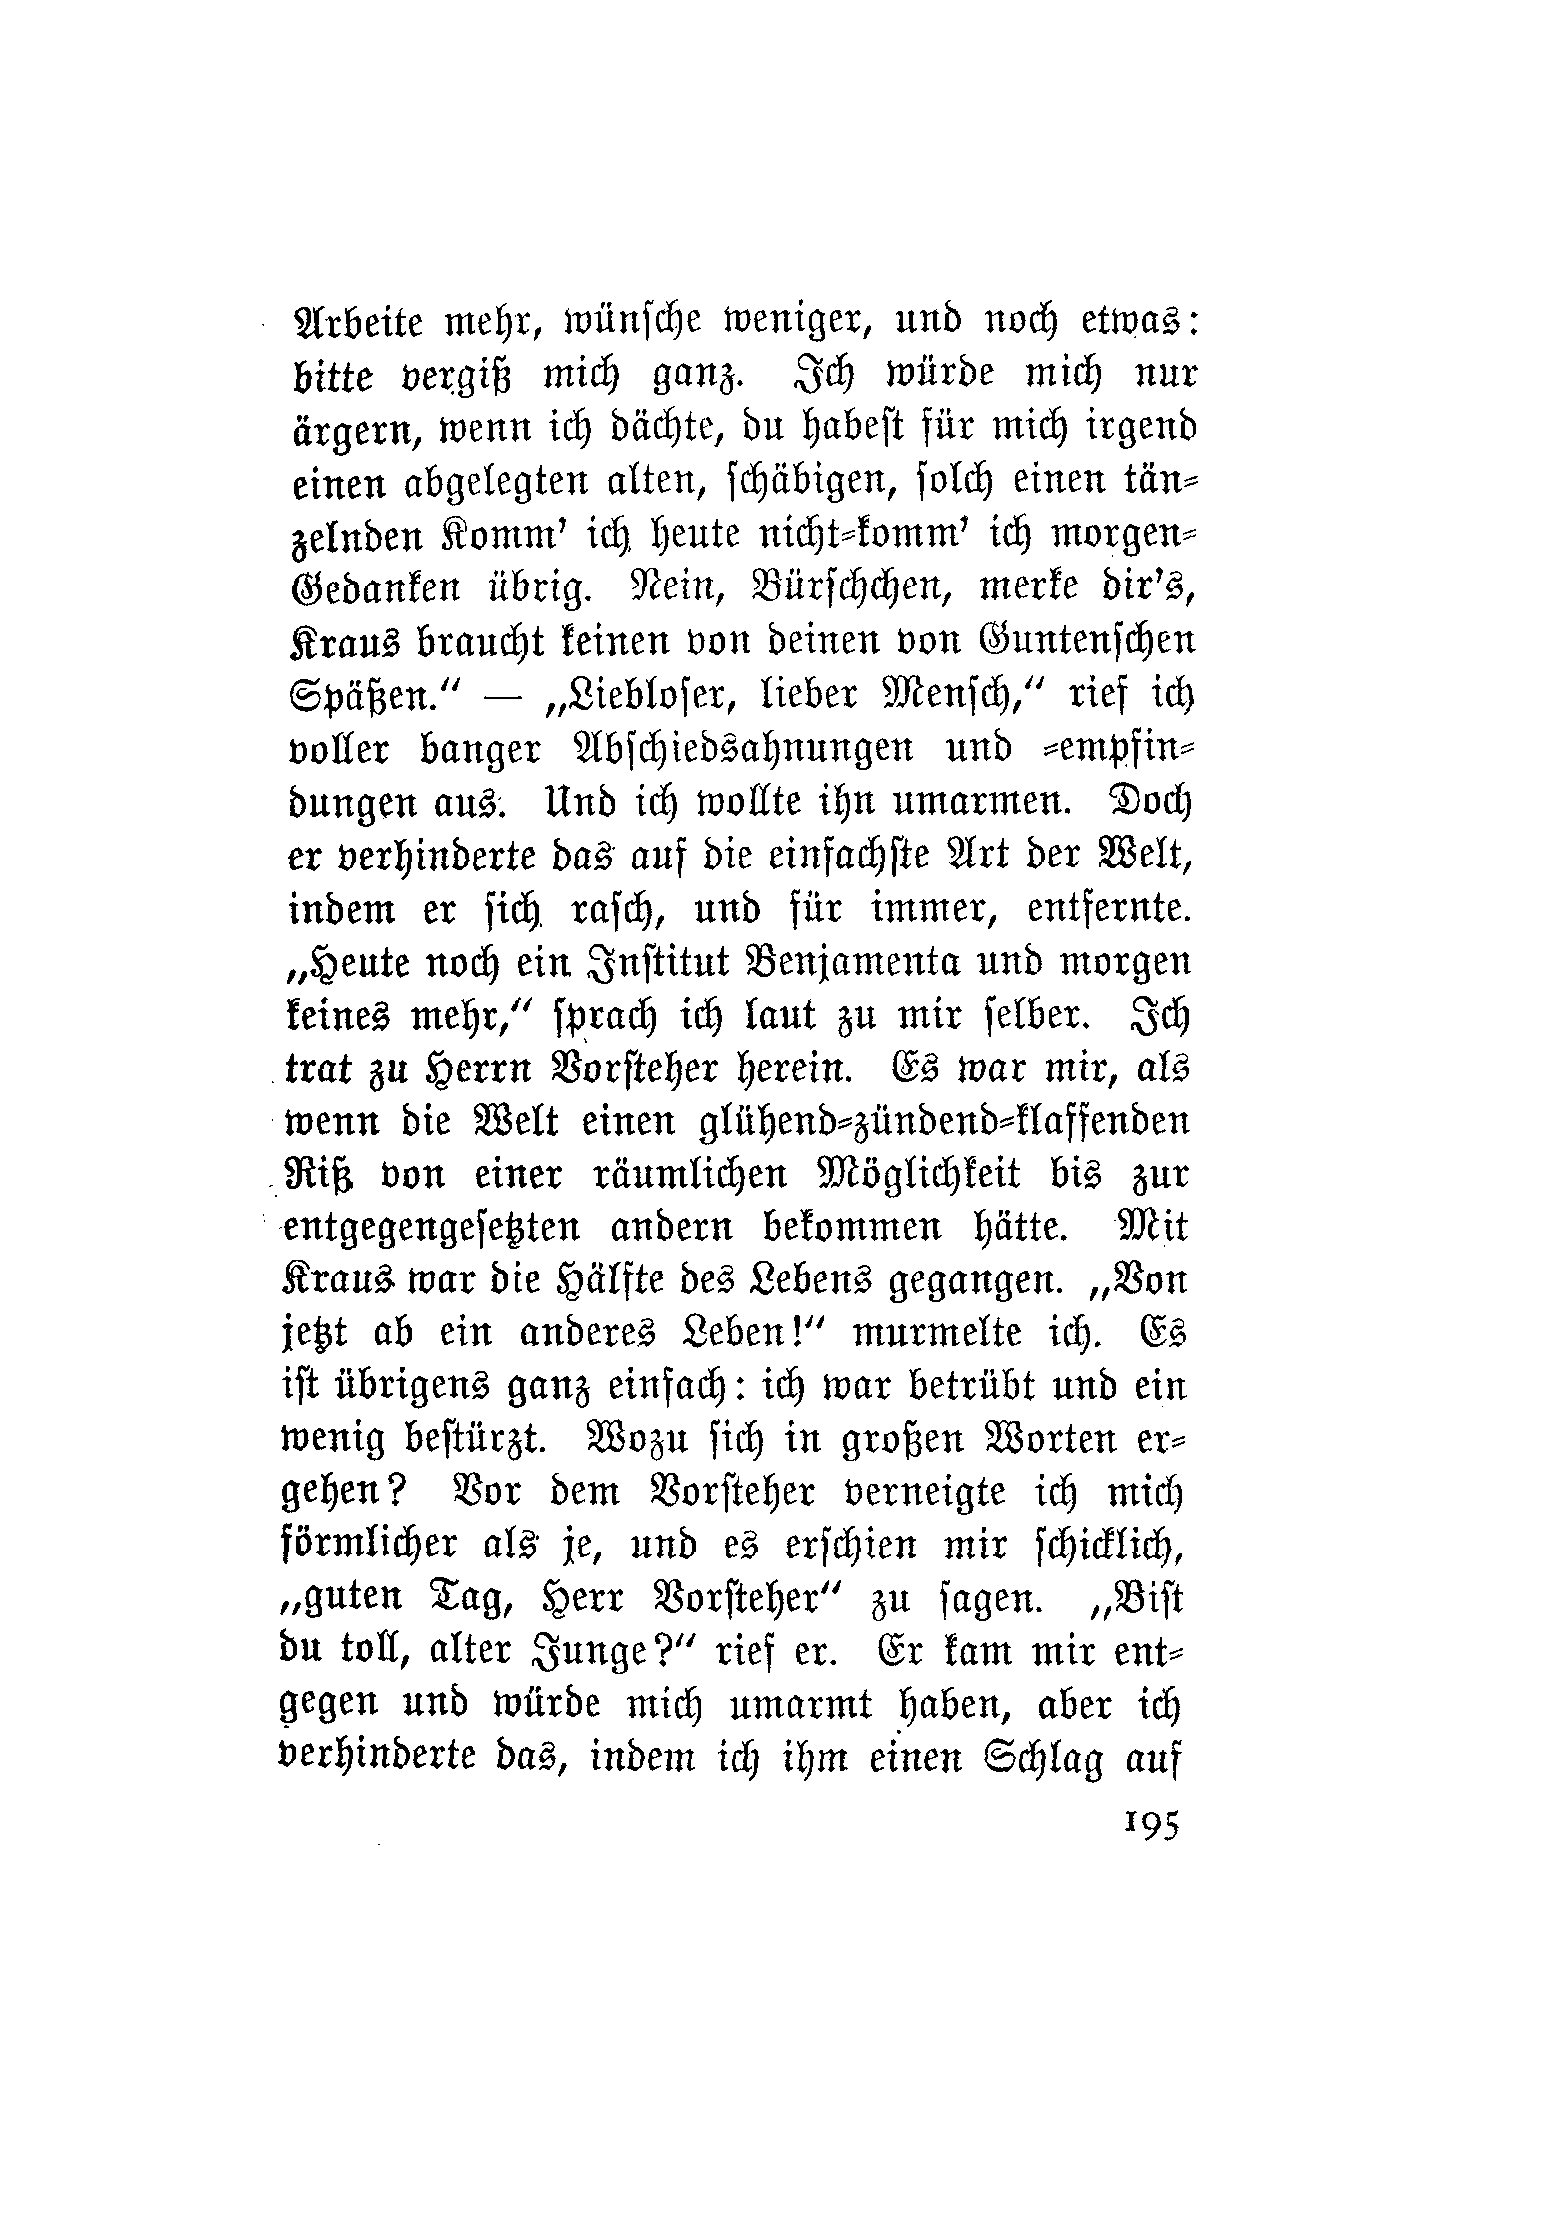 Arbeite mehr, wünsche weniger, und noch etwas:
bitte vergiß mich ganz. Ich würde mich nur
ärgern, wenn ich dächte, du habest für mich irgend
einen abgelegten alten, schäbigen, solch einen tän-
zelnden Komm' ich heute nicht-komm' ich morgen-
Gedanken übrig. Nein, Bürschchen, merke dir's,
Kraus braucht keinen von deinen von Guntenschen
Späßen." — „Liebloser, lieber Mensch," rief ich
voller banger Abschiedsahnungen und -empfin-
dungen aus. Und ich wollte ihn umarmen. Doch
er verhinderte das auf die einfachste Art der Welt,
indem er sich rasch, und für immer, entfernte.
„Heute noch ein Institut Benjamenta und morgen
keines mehr," sprach ich laut zu mir selber. Ich
trat zu Herrn Vorsteher herein. Es war mir, als
wenn die Welt einen glühend-zündend-klaffenden
Riß von einer räumlichen Möglichkeit bis zur
entgegengesetzten andern bekommen hätte. Mit
Kraus war die Hälfte des Lebens gegangen. „Von
jetzt ab ein anderes Leben!" murmelte ich. Es
ist übrigens ganz einfach: ich war betrübt und ein
wenig bestürzt. Wozu sich in großen Worten er-
gehen? Vor dem Vorsteher verneigte ich mich
förmlicher als je, und es erschien mir schicklich,
„guten Tag, Herr Vorsteher" zu sagen. „Bist
du toll, alter Junge?" rief er. Er kam mir ent-
gegen und würde mich umarmt haben, aber ich
verhinderte das, indem ich ihm einen Schlag auf
195